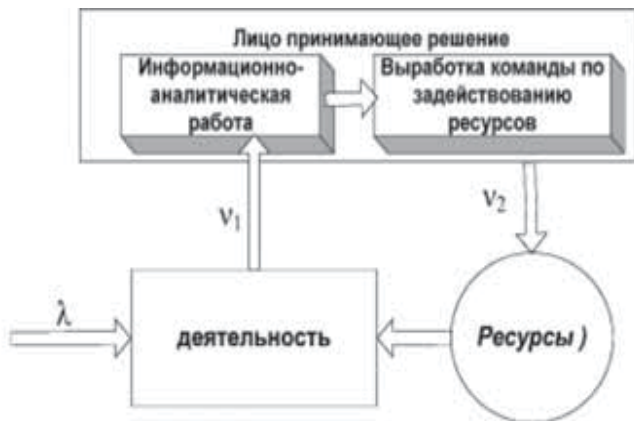 Лицо принимающее решение
Информационно-
аналитическая
работа
Выработка команды по
задействованию
ресурсов
ν1
ν2
λ
деятельность
Ресурсы )